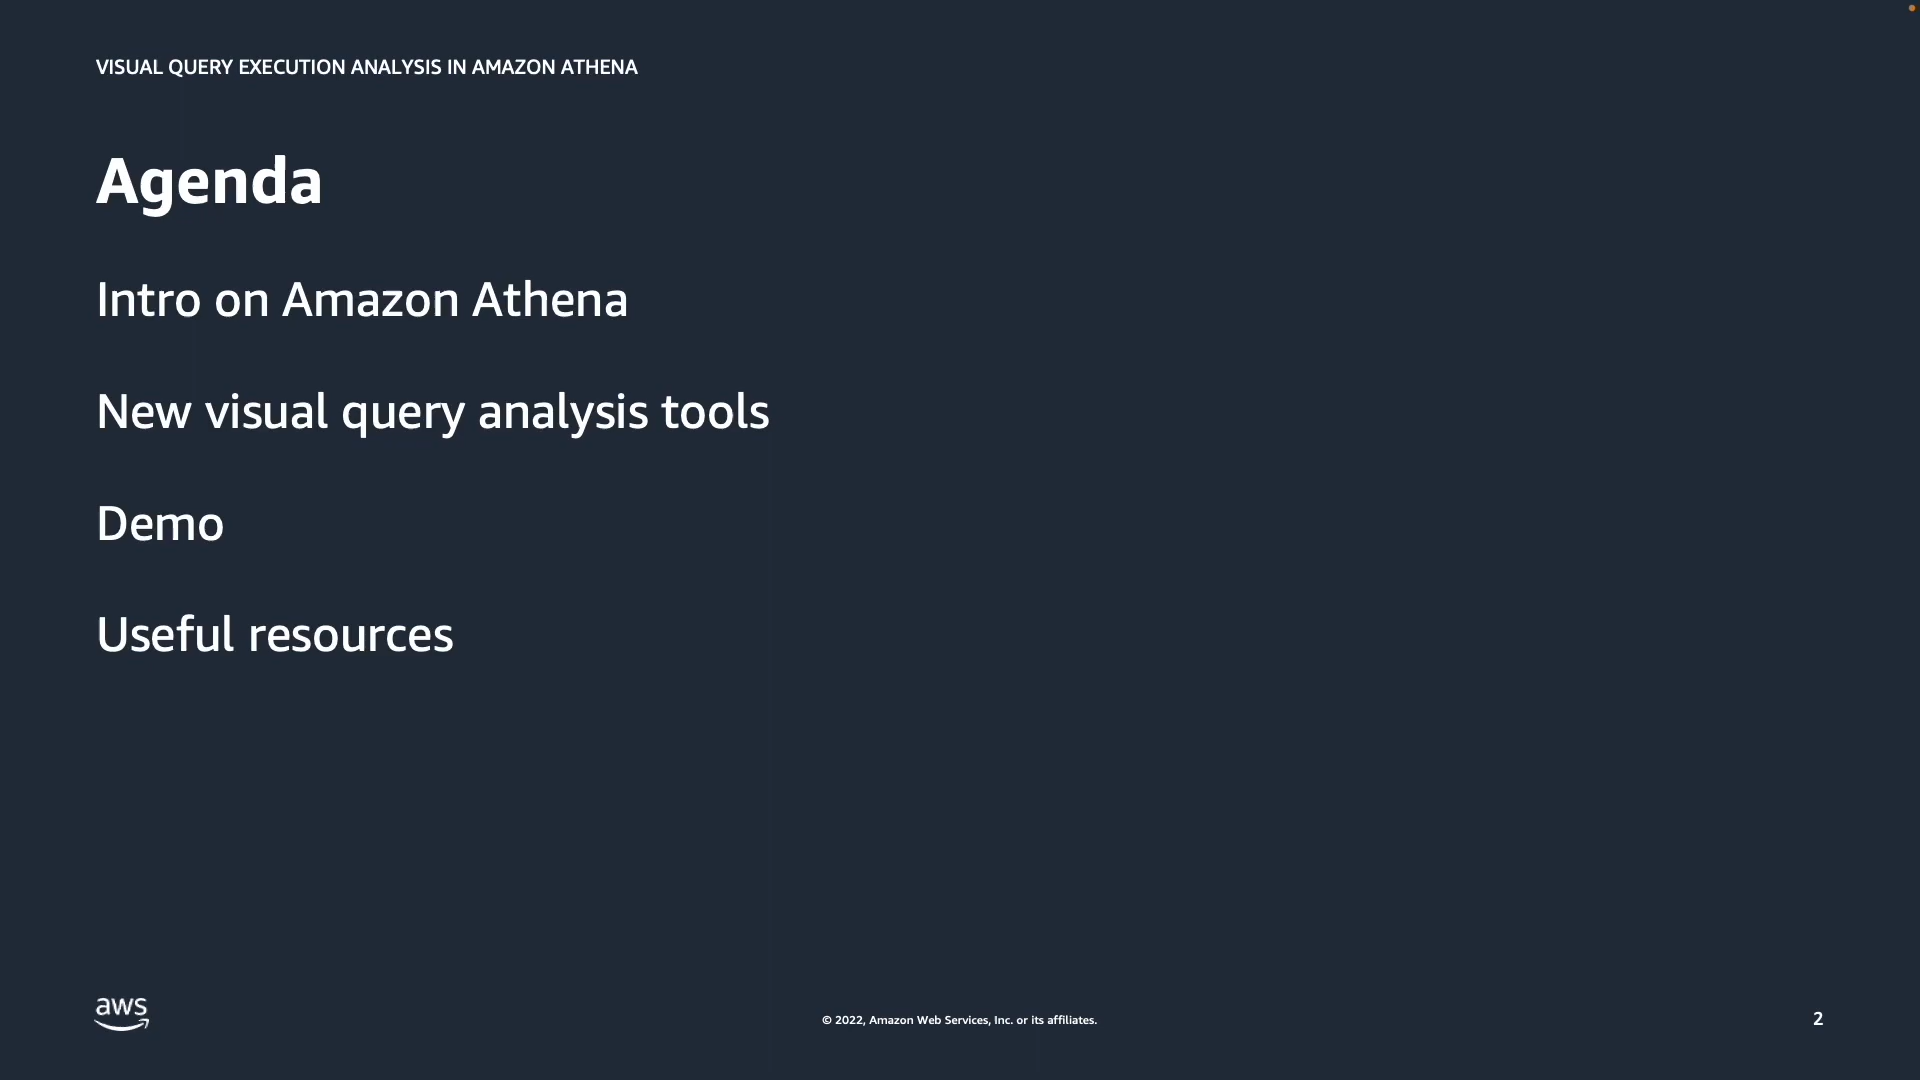 VISUAL QUERY EXECUTION ANALYSIS IN AMAZON ATHENA
Agenda
Intro on Amazon Athena
New visual query analysis tools
Demo
Useful resources
aws
© 2022, Amazon Web Services, Inc. or its affiliates.
2